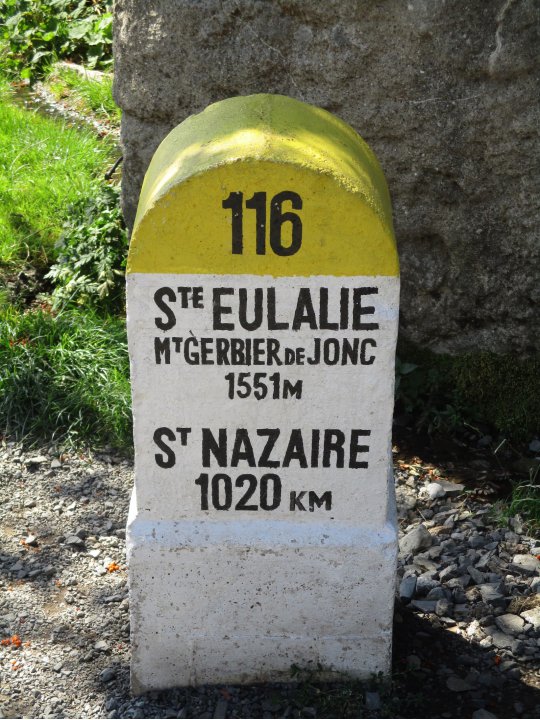 116
STE EULALIE
MT GERBIER DE JONC
1551M
ST NAZAIRE
1020 KM